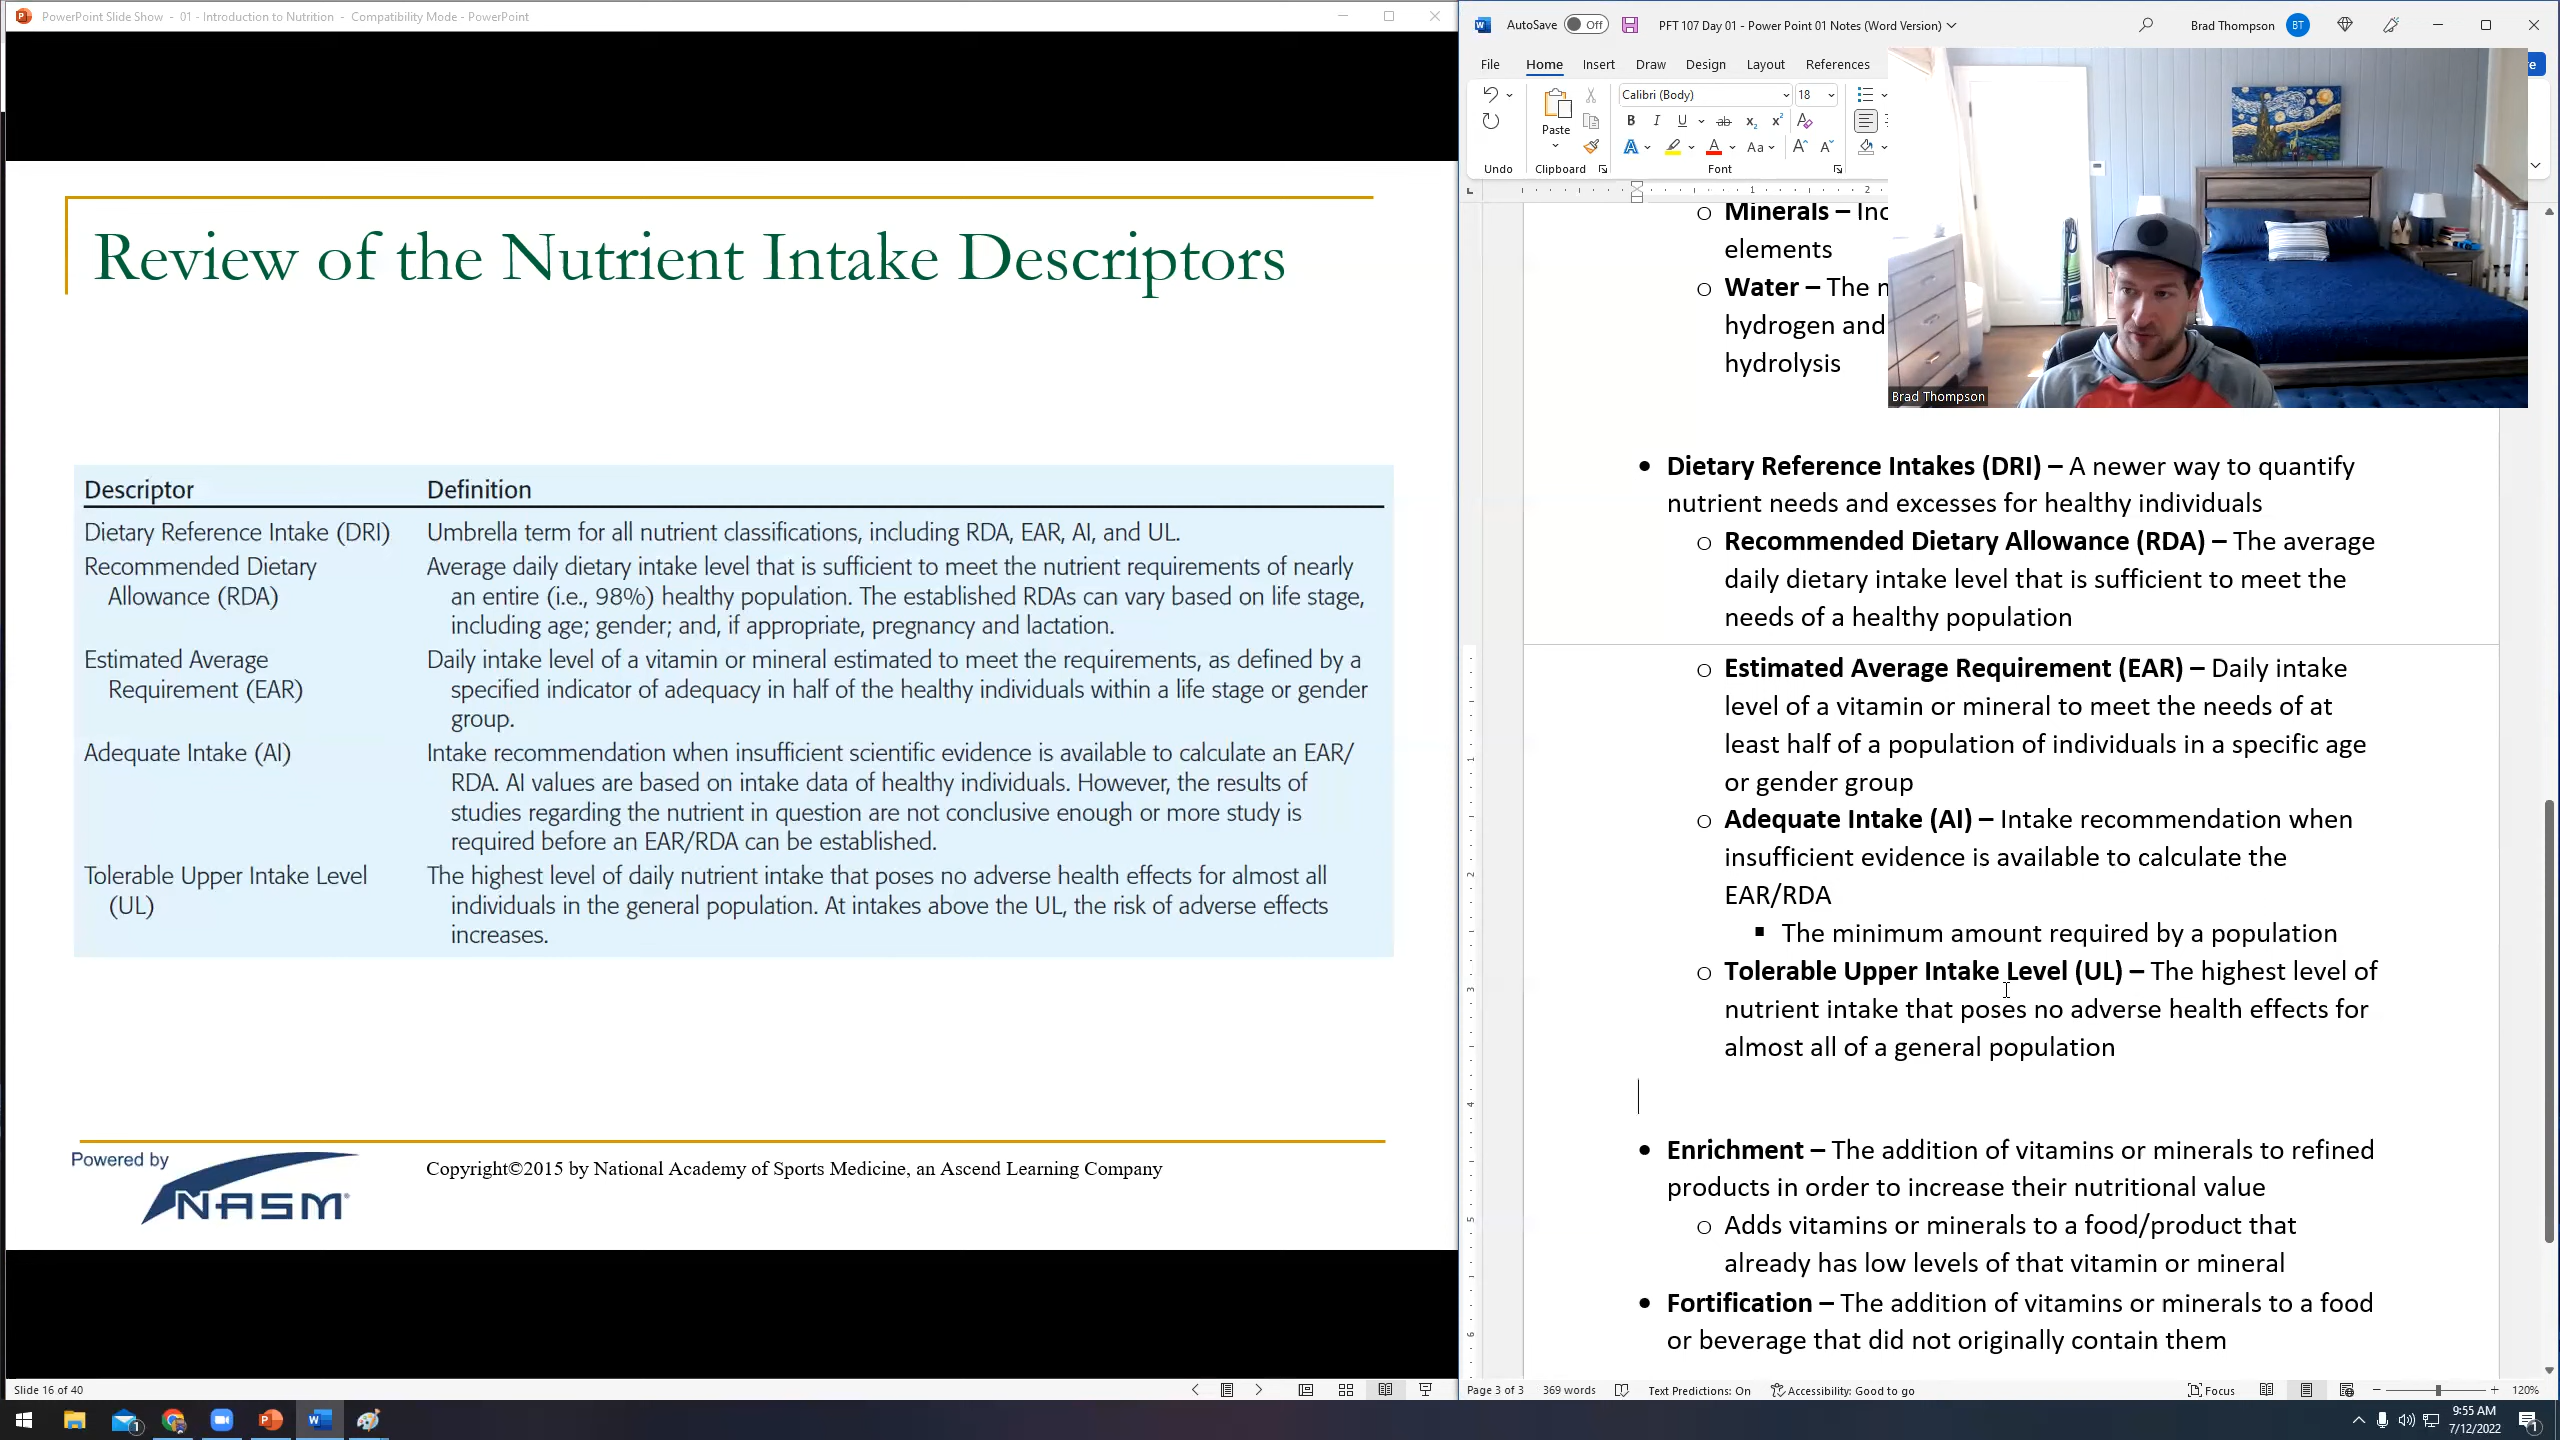 PowerPoint Slide Show - 01 - Introduction to Nutrition - Compatibility Mode - PowerPoint
Review of the Nutrient Intake Descriptors
Descriptor Definition
Dietary Reference Intake (DRI) Umbrella term for all nutrient classifications, including RDA, EAR, AI, and UL.
Recommended Dietary Average daily dietary intake level that is sufficient to meet the nutrient requirements of nearly
Allowance (RDA) an entire (i.e., 98%) healthy population. The established RDAs can vary based on life stage,
including age; gender; and, if appropriate, pregnancy and lactation.
Estimated Average Daily intake level of a vitamin or mineral estimated to meet the requirements, as defined by a
Requirement (EAR) specified indicator of adequacy in half of the healthy individuals within a life stage or gender
group.
Adequate Intake (AI) Intake recommendation when insufficient scientific evidence is available to calculate an EAR/
RDA. AI values are based on intake data of healthy individuals. However, the results of
studies regarding the nutrient in question are not conclusive enough or more study is
required before an EAR/RDA can be established.
Tolerable Upper Intake Level The highest level of daily nutrient intake that poses no adverse health effects for almost all
(UL) individuals in the general population. At intakes above the UL, the risk of adverse effects
increases.
Powered by
NASM®
Copyright©2015 by National Academy of Sports Medicine, an Ascend Learning Company
Slide 16 of 40
AutoSave Off PFT 107 Day 01 - Power Point 01 Notes (Word Version) Brad Thompson BT
File Home Insert Draw Design Layout References
Calibri (Body) 18
Paste
Undo Clipboard Font
1 2
Brad Thompson
o Minerals – Inc
elements
o Water – The
hydrogen and
hydrolysis
• Dietary Reference Intakes (DRI) – A newer way to quantify
nutrient needs and excesses for healthy individuals
o Recommended Dietary Allowance (RDA) – The average
daily dietary intake level that is sufficient to meet the
needs of a healthy population
o Estimated Average Requirement (EAR) – Daily intake
level of a vitamin or mineral to meet the needs of at
least half of a population of individuals in a specific age
or gender group
o Adequate Intake (AI) – Intake recommendation when
insufficient evidence is available to calculate the
EAR/RDA
▪ The minimum amount required by a population
o Tolerable Upper Intake Level (UL) – The highest level of
nutrient intake that poses no adverse health effects for
almost all of a general population
• Enrichment – The addition of vitamins or minerals to refined
products in order to increase their nutritional value
o Adds vitamins or minerals to a food/product that
already has low levels of that vitamin or mineral
• Fortification – The addition of vitamins or minerals to a food
or beverage that did not originally contain them
Page 3 of 3 369 words Text Predictions: On Accessibility: Good to go Focus 120%
9:55 AM
7/12/2022